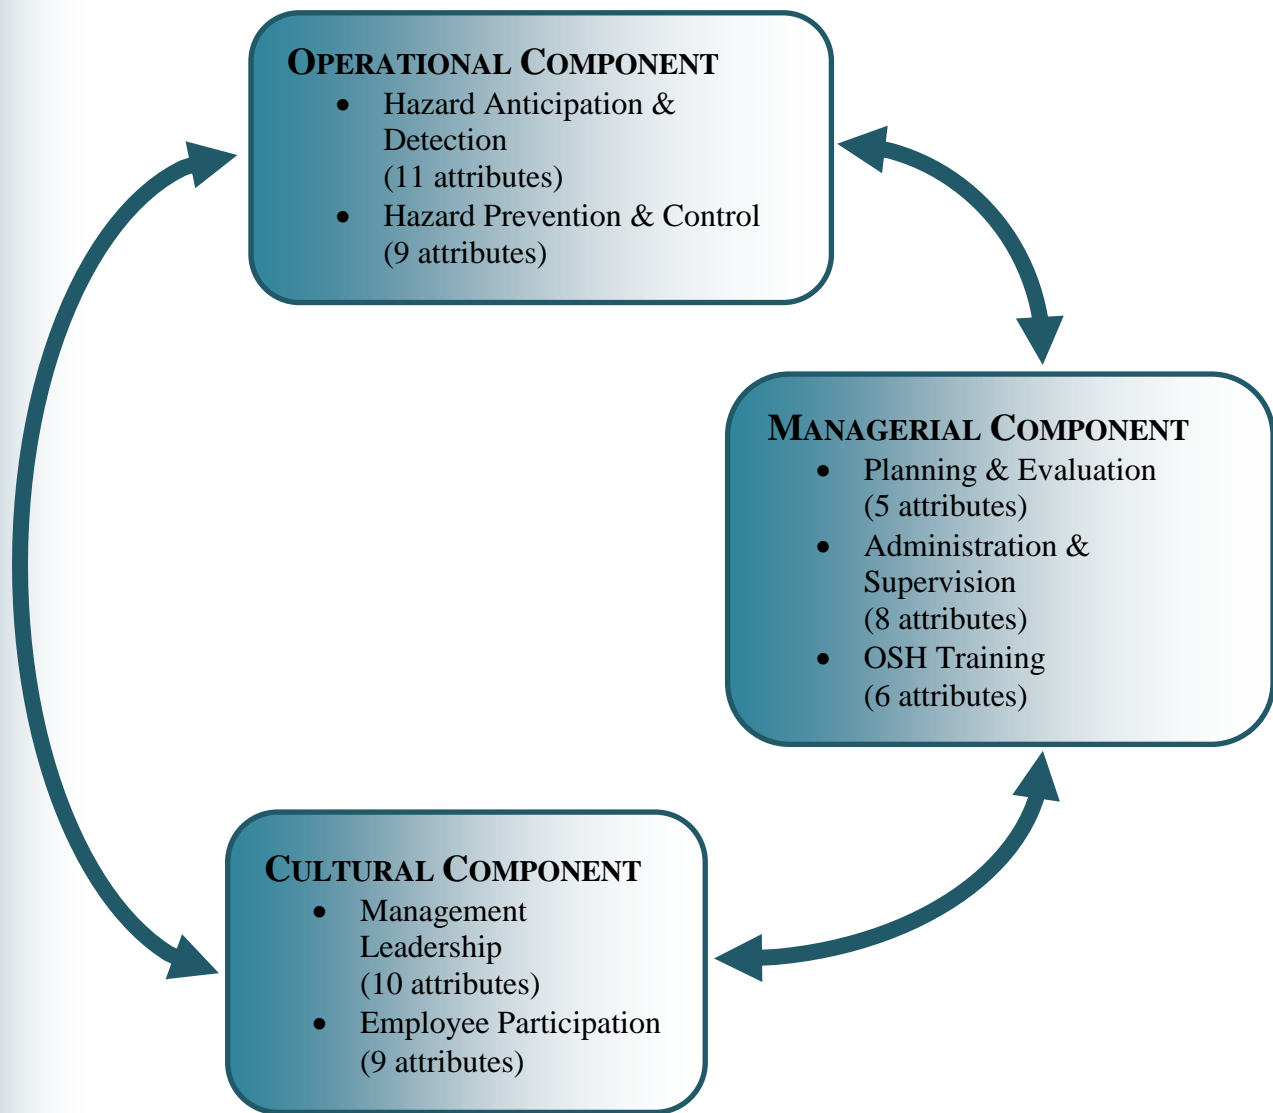 OPERATIONAL COMPONENT
• Hazard Anticipation &
Detection
(11 attributes)
• Hazard Prevention & Control
(9 attributes)
MANAGERIAL COMPONENT
• Planning & Evaluation
(5 attributes)
• Administration &
Supervision
(8 attributes)
• OSH Training
(6 attributes)
CULTURAL COMPONENT
• Management
Leadership
(10 attributes)
• Employee Participation
(9 attributes)